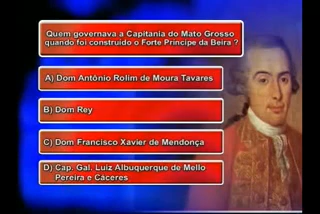 Quem governava a Capitania do Mato Grosso
quando foi construido o Forte Príncipe da Beira ?
A) Dom Antônio Rolim de Moura Tavares
B) Dom Rey
C) Dom Francisco Xavier de Mendonça
D) Cap. Gal. Luiz Albuquerque de Mello
Pereira e Cáceres